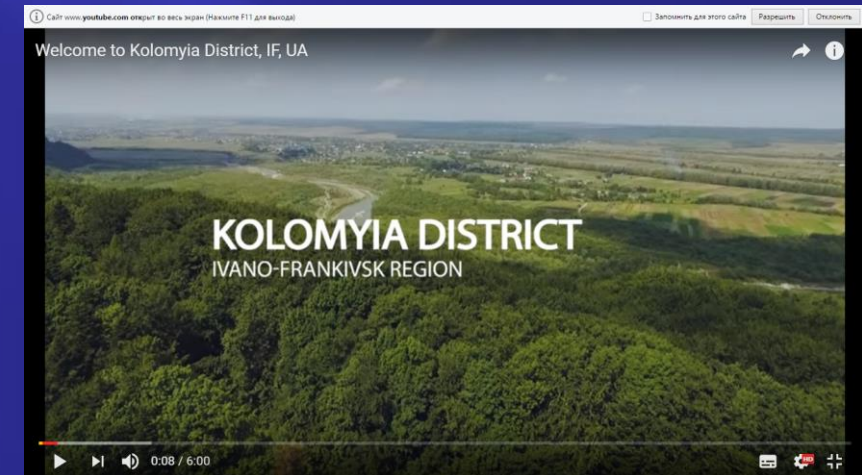 Сайт www.youtube.com открыт во весь экран (Нажмите F11 для выхода)
Запомнить для этого сайта Разрешить Отклонить
Welcome to Kolomyia District, IF, UA
KOLOMYIA DISTRICT
IVANO-FRANKIVSK REGION
0:08 / 6:00
HD